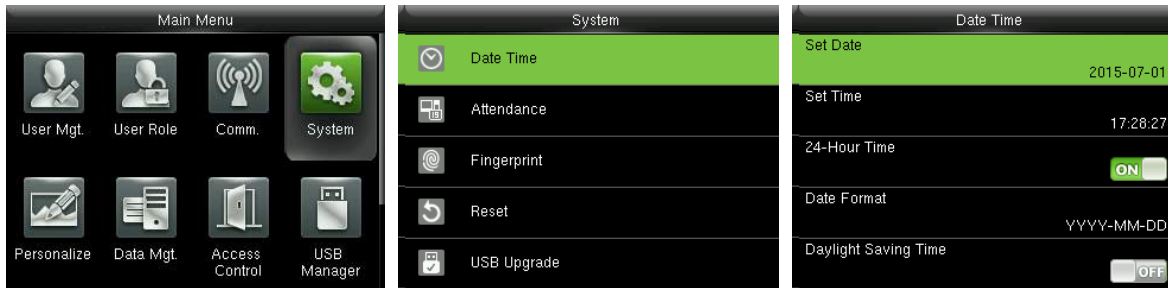 Main Menu
User Mgt.
User Role
Comm.
System
Personalize
Data Mgt.
Access
Control
USB
Manager
System
Date Time
Attendance
Fingerprint
Reset
USB Upgrade
Date Time
Set Date
2015-07-01
Set Time
17:28:27
24-Hour Time
ON
Date Format
YYYY-MM-DD
Daylight Saving Time
OFF